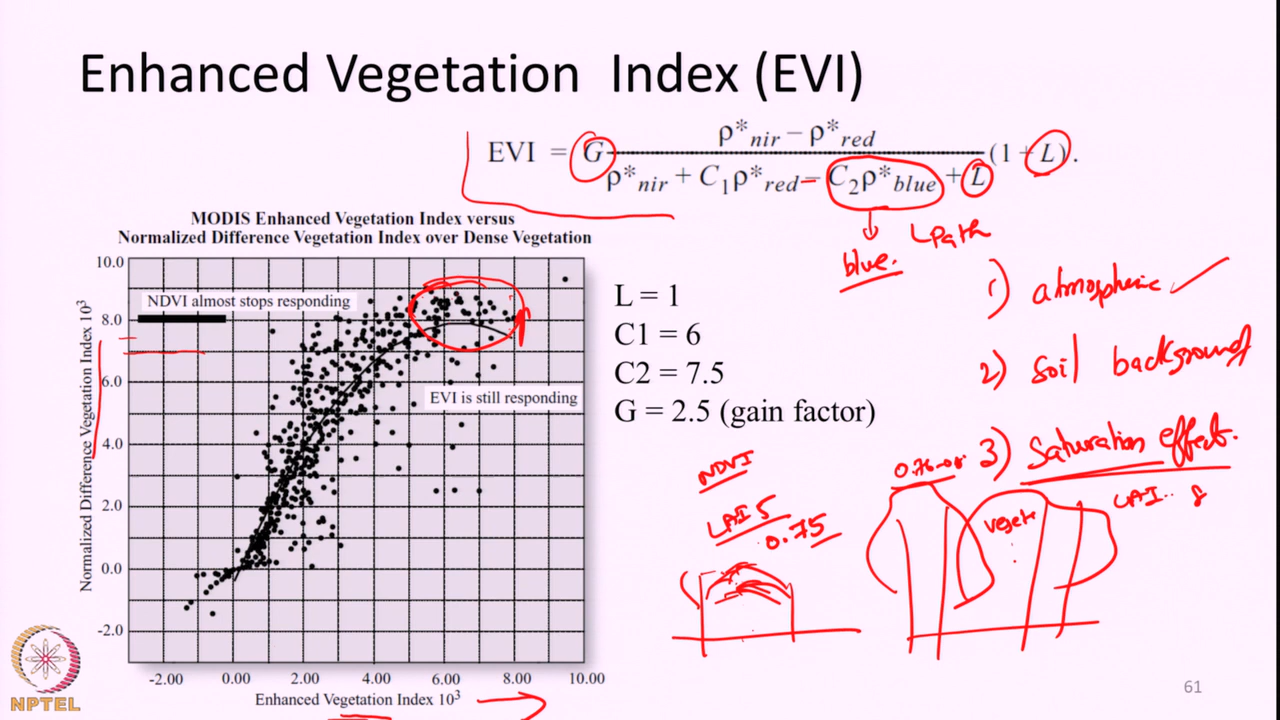 Enhanced Vegetation Index (EVI)
EVI = G (ρ*nir − ρ*red) / (ρ*nir + C1ρ*red − C2ρ*blue + L) (1 + L).
blue.
LPath
MODIS Enhanced Vegetation Index versus
Normalized Difference Vegetation Index over Dense Vegetation
Normalized Difference Vegetation Index 10³
10.0
8.0
6.0
4.0
2.0
0.0
-2.0
NDVI almost stops responding
EVI is still responding
-2.00 0.00 2.00 4.00 6.00 8.00 10.00
Enhanced Vegetation Index 10³
L = 1
C1 = 6
C2 = 7.5
G = 2.5 (gain factor)
1) atmospheric
2) Soil background
3) Saturation effect.
NDVI
LAI 5
0.75
LAI.. 8
NPTEL
61